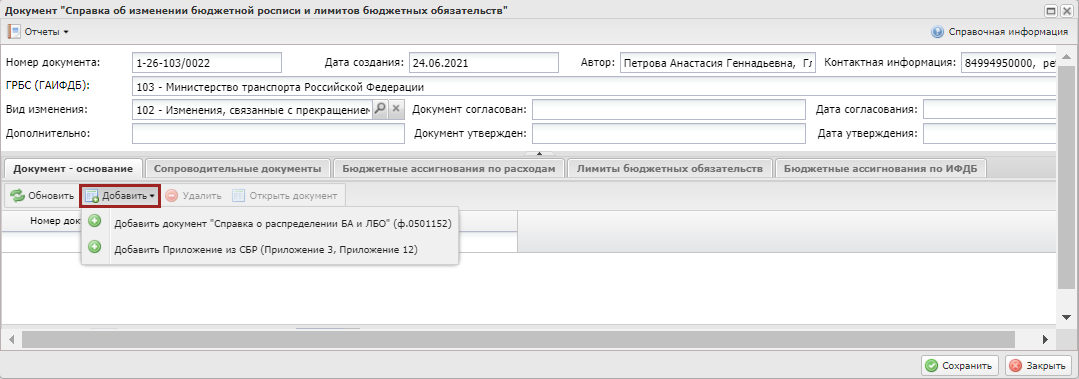 Документ "Справка об изменении бюджетной росписи и лимитов бюджетных обязательств"
Отчеты Справочная информация
Номер документа: 1-26-103/0022 Дата создания: 24.06.2021 Автор: Петрова Анастасия Геннадьевна, Гл Контактная информация: 84994950000, pe
ГРБС (ГАИФДБ): 103 - Министерство транспорта Российской Федерации
Вид изменения: 102 - Изменения, связанные с прекращением Документ согласован: Дата согласования:
Дополнительно: Документ утвержден: Дата утверждения:
Документ - основание Сопроводительные документы Бюджетные ассигнования по расходам Лимиты бюджетных обязательств Бюджетные ассигнования по ИФДБ
Обновить Добавить Удалить Открыть документ
Номер док
Добавить документ "Справка о распределении БА и ЛБО" (ф.0501152)
Добавить Приложение из СБР (Приложение 3, Приложение 12)
Сохранить Закрыть